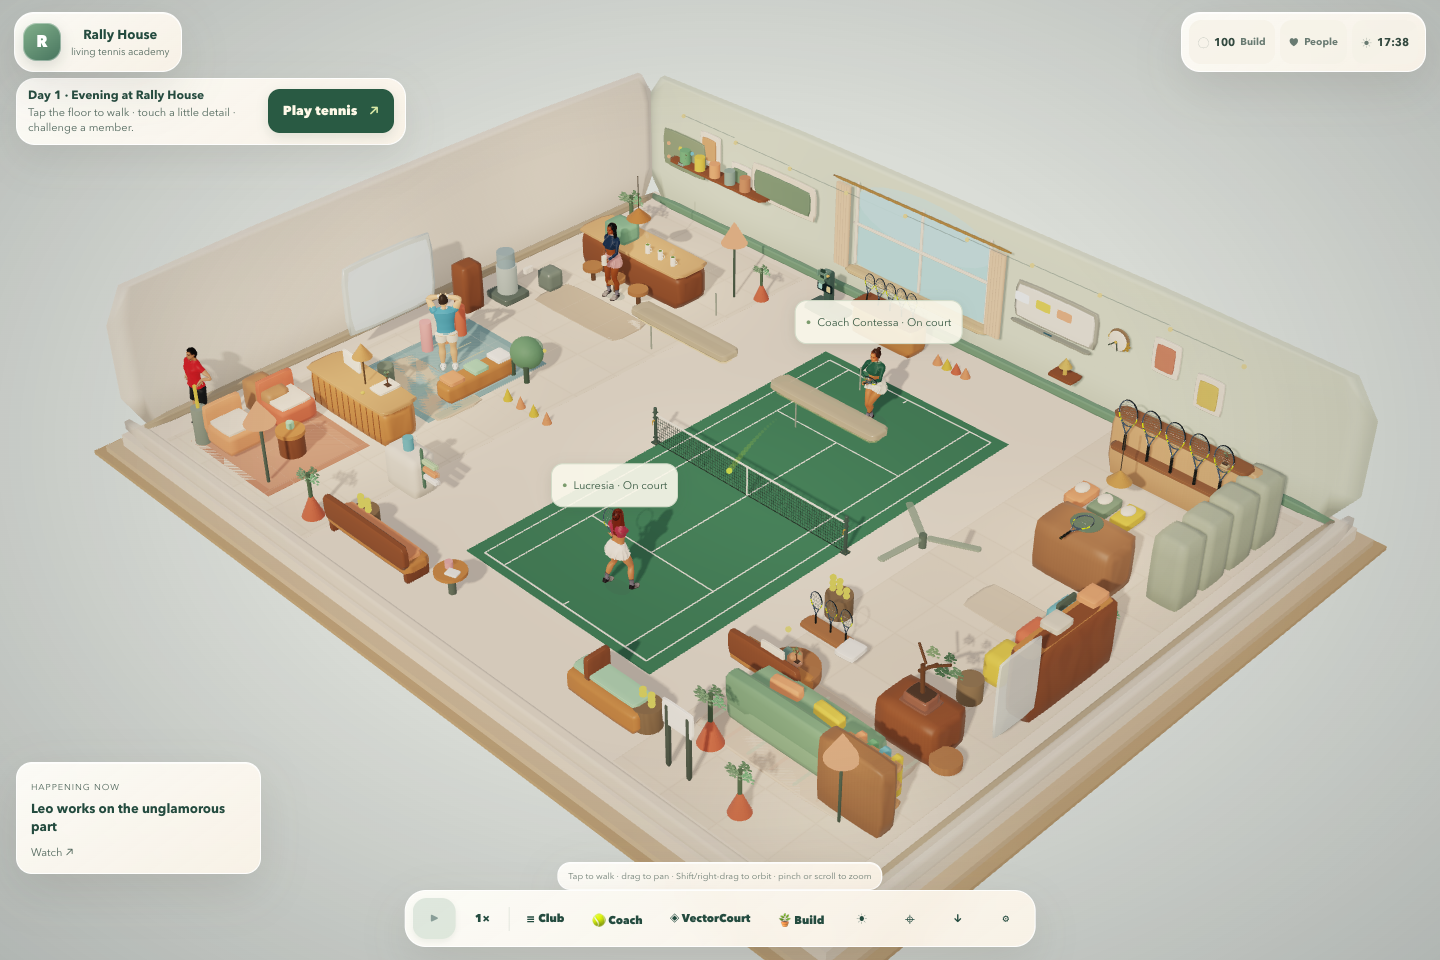 R
Rally House
living tennis academy
100 Build
People
17:38
Day 1 · Evening at Rally House
Tap the floor to walk · touch a little detail ·
challenge a member.
Play tennis ↗
Coach Contessa · On court
Lucresia · On court
HAPPENING NOW
Leo works on the unglamorous
part
Watch ↗
Tap to walk · drag to pan · Shift/right-drag to orbit · pinch or scroll to zoom
1×
Club
Coach
VectorCourt
Build